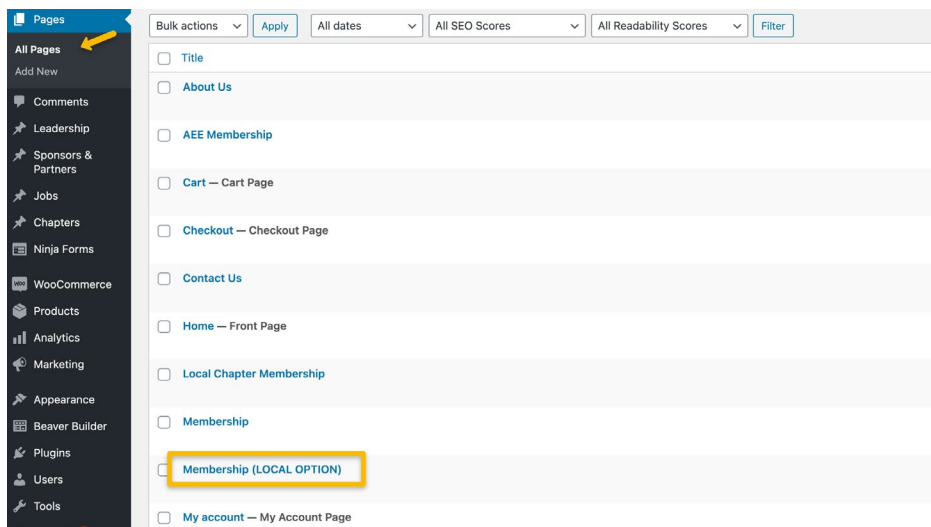 Pages
All Pages
Add New
Comments
Leadership
Sponsors &
Partners
Jobs
Chapters
Ninja Forms
WOO
WooCommerce
Products
Analytics
Marketing
Appearance
Beaver Builder
Plugins
Users
Tools
Bulk actions Apply All dates All SEO Scores All Readability Scores Filter
Title
About Us
AEE Membership
Cart — Cart Page
Checkout — Checkout Page
Contact Us
Home — Front Page
Local Chapter Membership
Membership
Membership (LOCAL OPTION)
My account — My Account Page